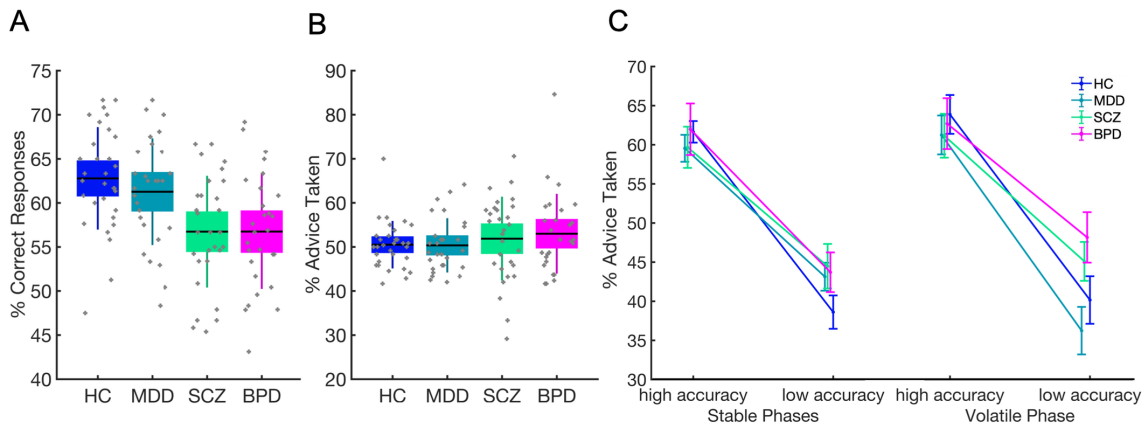 A
% Correct Responses
75
70
65
60
55
50
45
40
HC MDD SCZ BPD
B
% Advice Taken
90
80
70
60
50
40
30
20
HC MDD SCZ BPD
C
% Advice Taken
70
65
60
55
50
45
40
35
30
high accuracy low accuracy high accuracy low accuracy
Stable Phases Volatile Phase
HC
MDD
SCZ
BPD